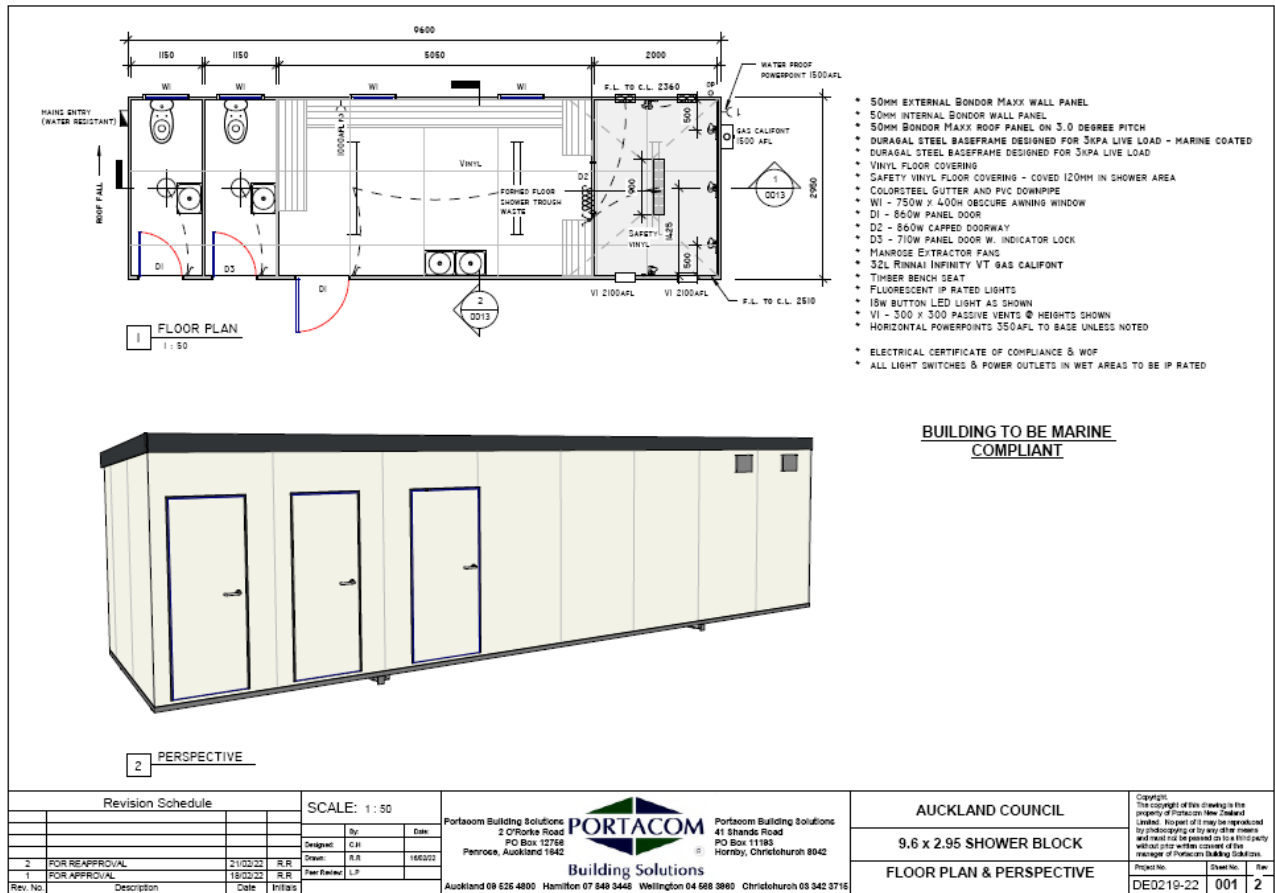 9600
1150
1150
5050
2000
WATER PROOF
POWERPOINT 1500AFL
W1
W1
W1
W1
F.L. TO C.L. 2360
DP
MAINS ENTRY
(WATER RESISTANT)
1000AFL
500
GAS CALIFONT
1500 AFL
ROOF FALL
VINYL
D2
900
1
0013
2950
FORMED FLOOR
SHOWER TROUGH
WASTE
SAFETY
VINYL
1425
500
D1
D3
D1
V1 2100AFL
V1 2100AFL
F.L. TO C.L. 2510
2
0013
1
FLOOR PLAN
1 : 50
* 50MM EXTERNAL BONDOR MAXX WALL PANEL
* 50MM INTERNAL BONDOR WALL PANEL
* 50MM BONDOR MAXX ROOF PANEL ON 3.0 DEGREE PITCH
* DURAGAL STEEL BASEFRAME DESIGNED FOR 3KPA LIVE LOAD - MARINE COATED
* DURAGAL STEEL BASEFRAME DESIGNED FOR 3KPA LIVE LOAD
* VINYL FLOOR COVERING
* SAFETY VINYL FLOOR COVERING - COVED 120MM IN SHOWER AREA
* COLORSTEEL GUTTER AND PVC DOWNPIPE
* W1 - 750W X 400H OBSCURE AWNING WINDOW
* D1 - 860W PANEL DOOR
* D2 - 860W CAPPED DOORWAY
* D3 - 710W PANEL DOOR W. INDICATOR LOCK
* MANROSE EXTRACTOR FANS
* 32L RINNAI INFINITY VT GAS CALIFONT
* TIMBER BENCH SEAT
* FLUORESCENT IP RATED LIGHTS
* 18W BUTTON LED LIGHT AS SHOWN
* V1 - 300 X 300 PASSIVE VENTS @ HEIGHTS SHOWN
* HORIZONTAL POWERPOINTS 350AFL TO BASE UNLESS NOTED
* ELECTRICAL CERTIFICATE OF COMPLIANCE & WOF
* ALL LIGHT SWITCHES & POWER OUTLETS IN WET AREAS TO BE IP RATED
BUILDING TO BE MARINE
COMPLIANT
2
PERSPECTIVE
Revision Schedule
2 FOR REAPPROVAL 21/02/22 R.R
1 FOR APPROVAL 18/02/22 R.R
Rev. No. Description Date Initials
SCALE: 1 : 50
By: Date:
Designed: C.H
Drawn: R.R 16/02/22
Peer Review: L.P
Portacom Building Solutions
2 O'Rorke Road
PO Box 12756
Penrose, Auckland 1642
PORTACOM
®
Building Solutions
Portacom Building Solutions
41 Shands Road
PO Box 11193
Hornby, Christchurch 8042
Auckland 09 525 4800 Hamilton 07 849 3448 Wellington 04 568 3980 Christchurch 03 342 3715
AUCKLAND COUNCIL
9.6 x 2.95 SHOWER BLOCK
FLOOR PLAN & PERSPECTIVE
Copyright.
The copyright of this drawing is the
property of Portacom New Zealand
Limited. No part of it may be reproduced
by photocopying or by any other means
and must not be passed on to a third party
without prior written consent of the
manager of Portacom Building Solutions.
Project No. Sheet No. Rev
DE0219-22 001 2